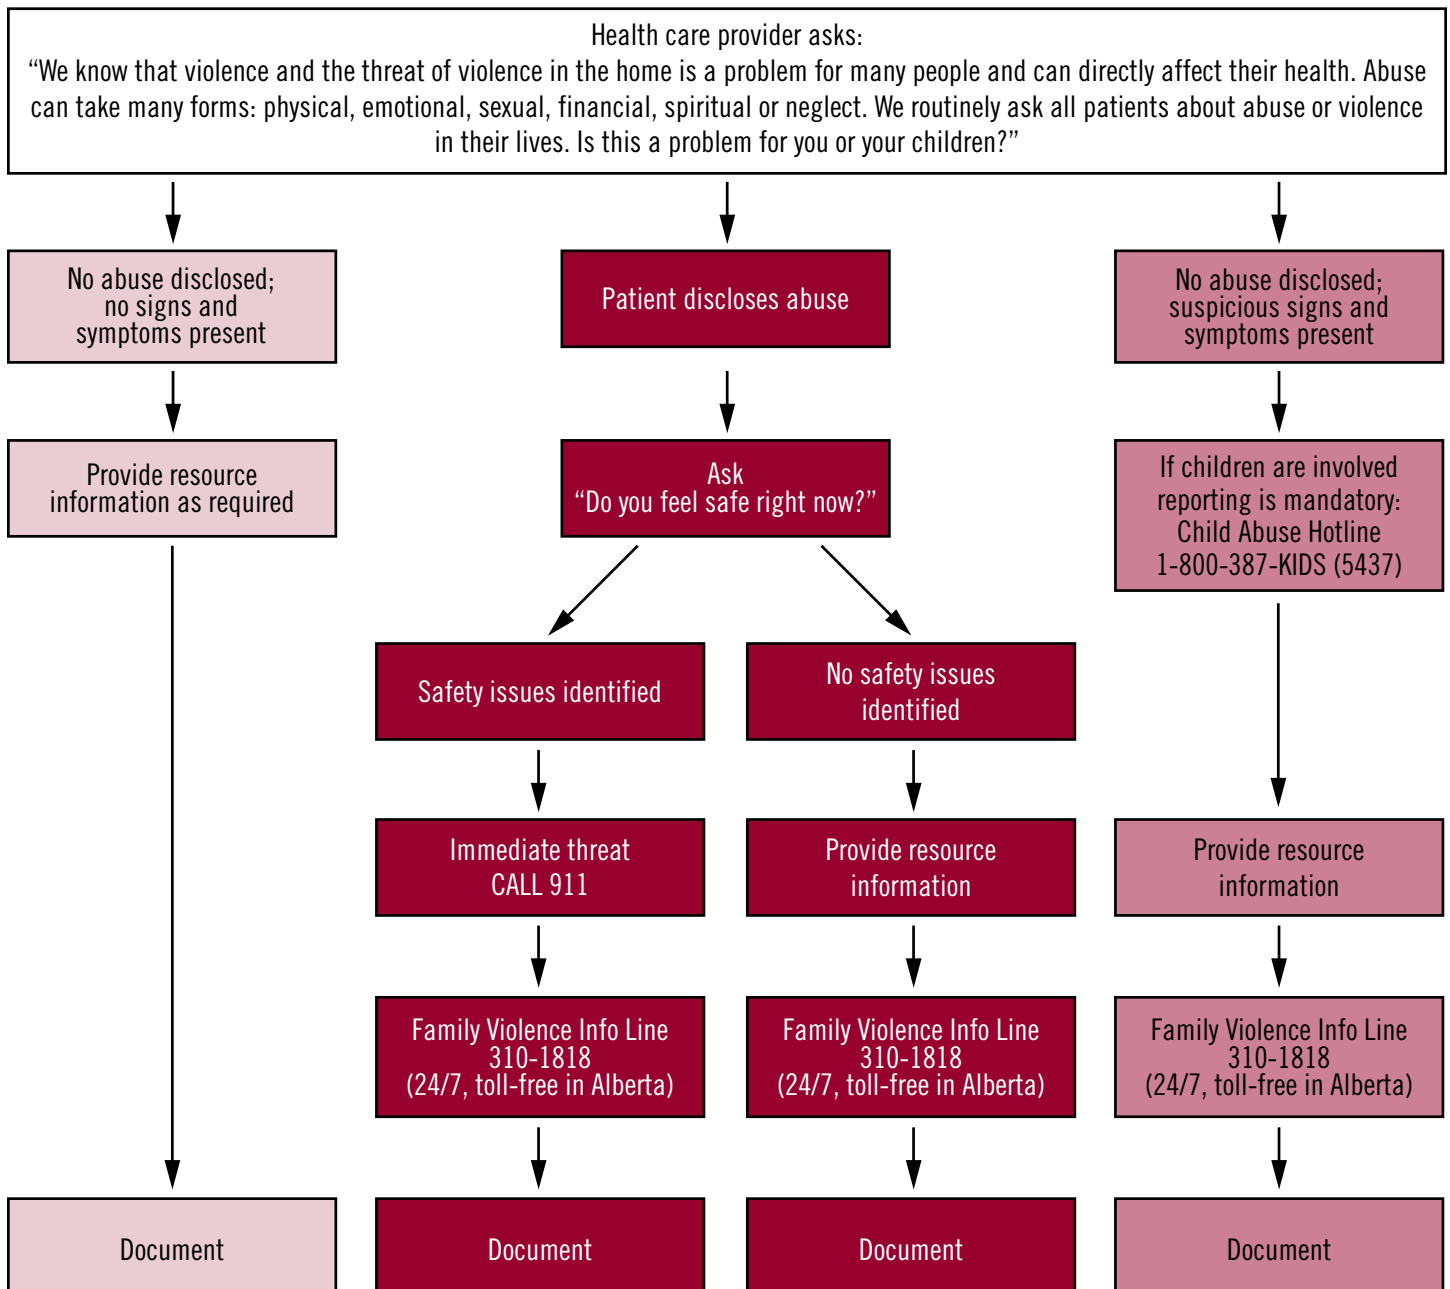 Health care provider asks:
“We know that violence and the threat of violence in the home is a problem for many people and can directly affect their health. Abuse
can take many forms: physical, emotional, sexual, financial, spiritual or neglect. We routinely ask all patients about abuse or violence
in their lives. Is this a problem for you or your children?”
No abuse disclosed;
no signs and
symptoms present
Patient discloses abuse
No abuse disclosed;
suspicious signs and
symptoms present
Provide resource
information as required
Ask
“Do you feel safe right now?”
If children are involved
reporting is mandatory:
Child Abuse Hotline
1-800-387-KIDS (5437)
Safety issues identified
No safety issues
identified
Immediate threat
CALL 911
Provide resource
information
Provide resource
information
Family Violence Info Line
310-1818
(24/7, toll-free in Alberta)
Family Violence Info Line
310-1818
(24/7, toll-free in Alberta)
Family Violence Info Line
310-1818
(24/7, toll-free in Alberta)
Document
Document
Document
Document